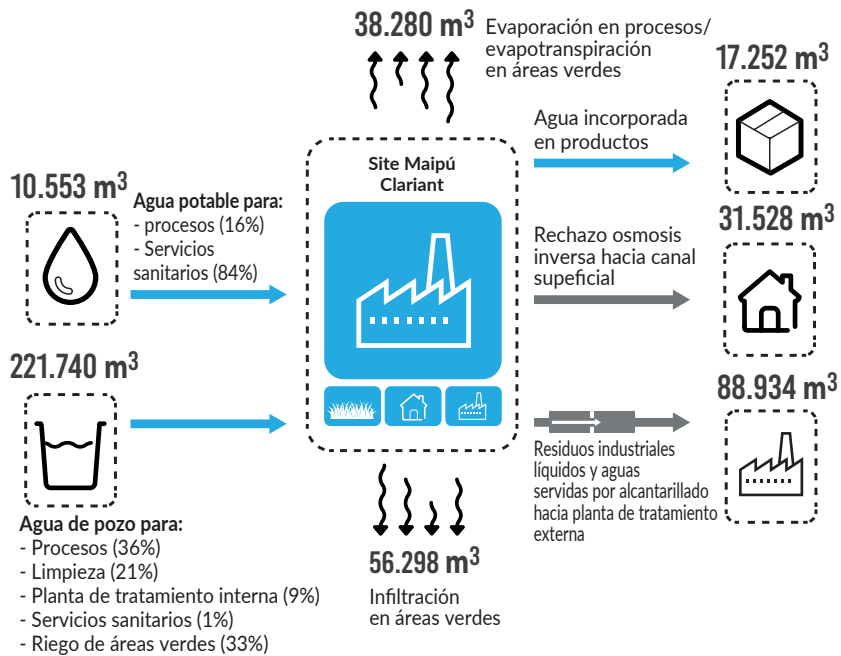 38.280 m³
Evaporación en procesos/
evapotranspiración
en áreas verdes
17.252 m³
Agua incorporada
en productos
Site Maipú
Clariant
10.553 m³
Agua potable para:
- procesos (16%)
- Servicios
sanitarios (84%)
31.528 m³
Rechazo osmosis
inversa hacia canal
supeficial
221.740 m³
88.934 m³
Residuos industriales
líquidos y aguas
servidas por alcantarillado
hacia planta de tratamiento
externa
Agua de pozo para:
- Procesos (36%)
- Limpieza (21%)
- Planta de tratamiento interna (9%)
- Servicios sanitarios (1%)
- Riego de áreas verdes (33%)
56.298 m³
Infiltración
en áreas verdes